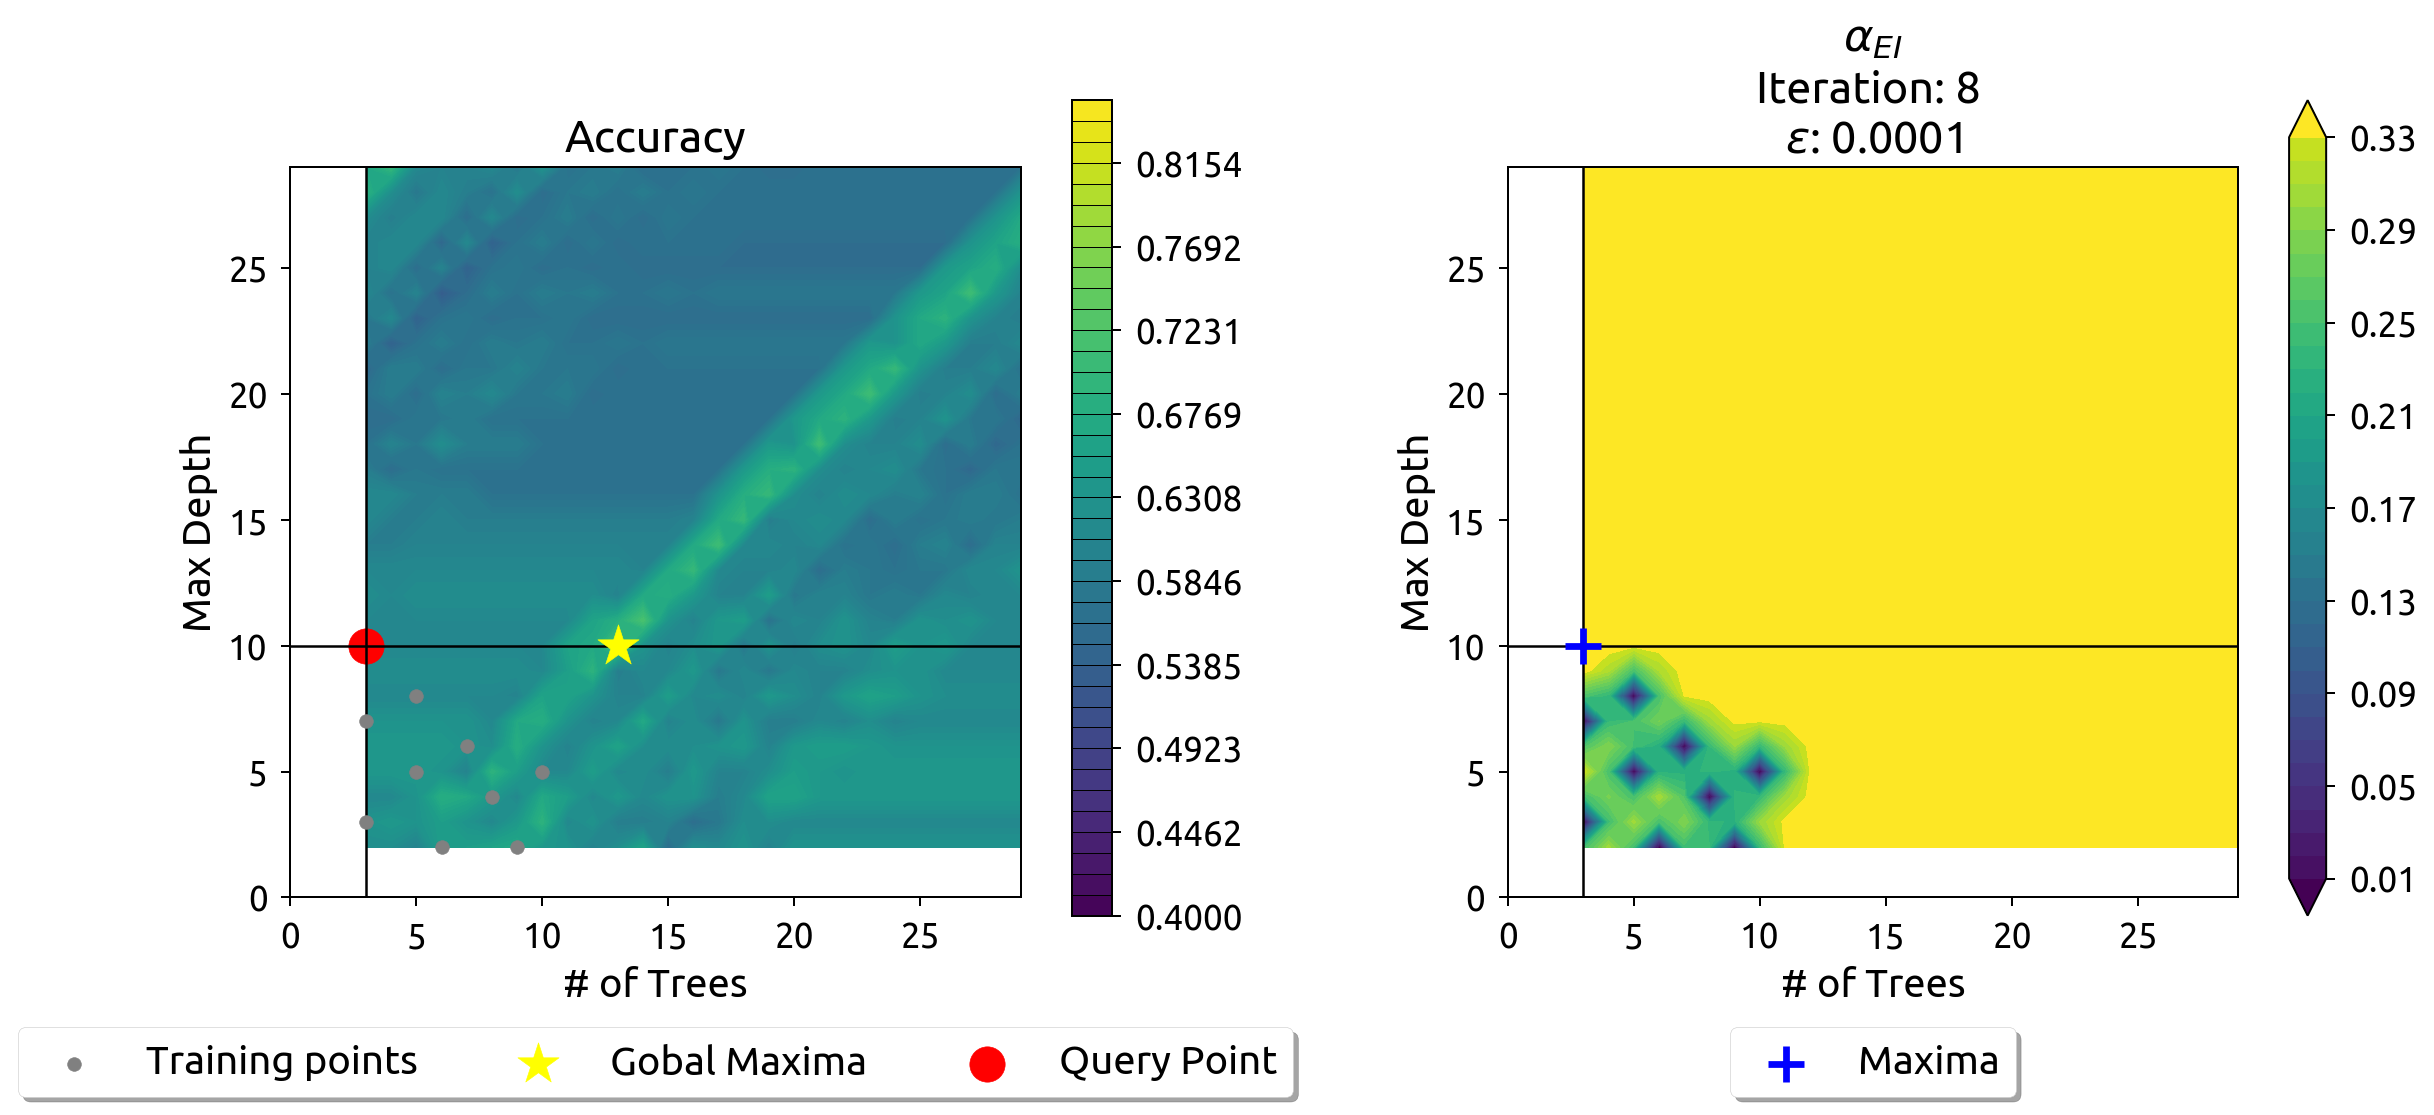 Accuracy
Max Depth
25
20
15
10
5
0
0 5 10 15 20 25
# of Trees
0.8154
0.7692
0.7231
0.6769
0.6308
0.5846
0.5385
0.4923
0.4462
0.4000
Training points Gobal Maxima Query Point
α_EI
Iteration: 8
ε: 0.0001
Max Depth
25
20
15
10
5
0
0 5 10 15 20 25
# of Trees
0.33
0.29
0.25
0.21
0.17
0.13
0.09
0.05
0.01
Maxima